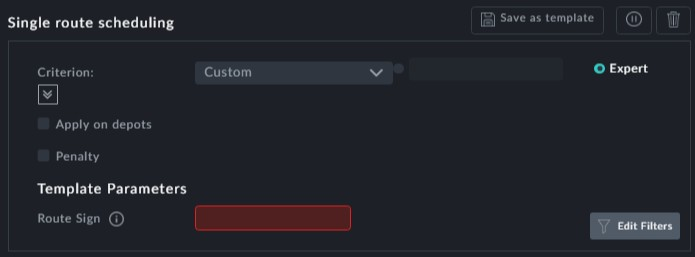 Single route scheduling
Save as template
Criterion:
Custom
Expert
Apply on depots
Penalty
Template Parameters
Route Sign
Edit Filters